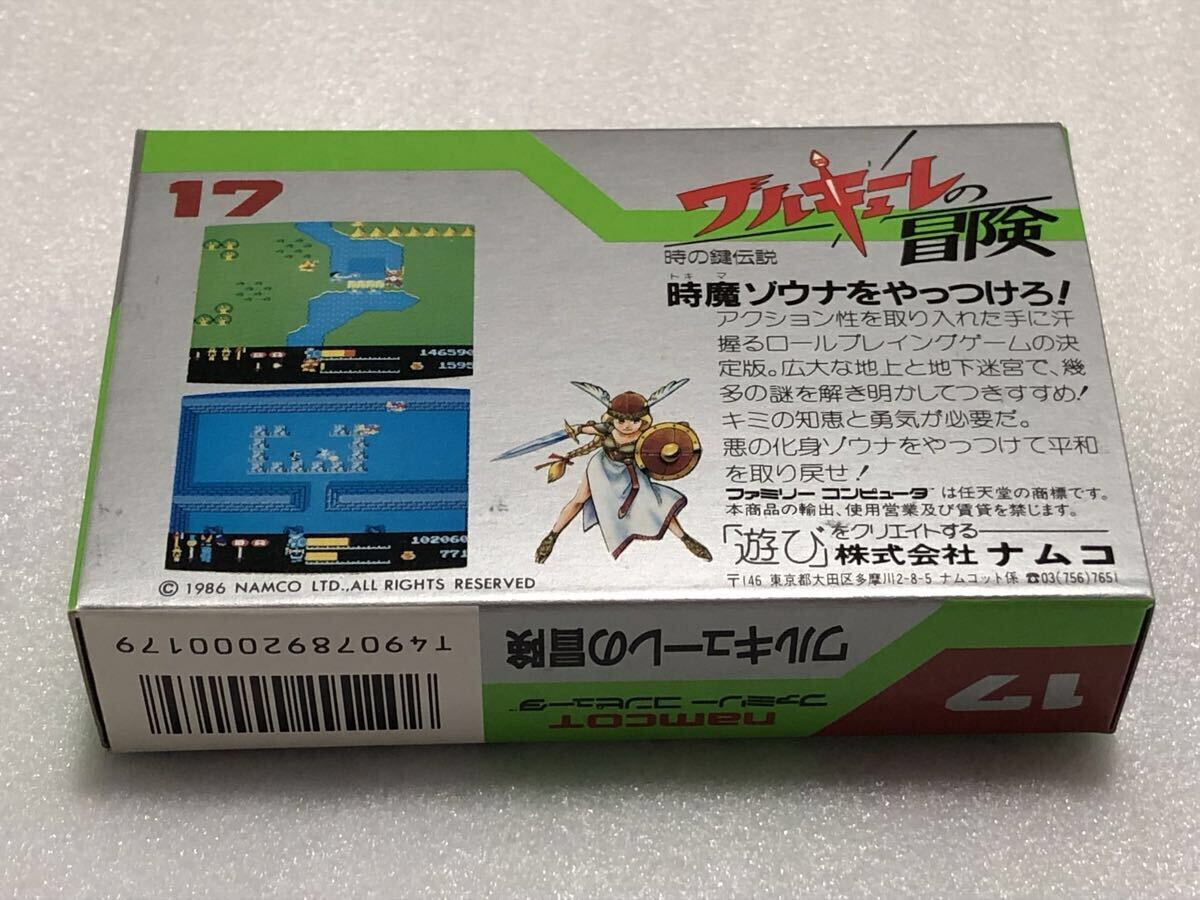 17
ワルキューレの
冒険
時の鍵伝説
トキ マ
時魔ゾウナをやっつけろ!
アクション性を取り入れた手に汗
握るロールプレイングゲームの決
定版。広大な地上と地下迷宮で、幾
多の謎を解き明かしてつきすすめ!
キミの知恵と勇気が必要だ。
悪の化身ゾウナをやっつけて平和
を取り戻せ!
ファミリー コンピュータ™は任天堂の商標です。
本商品の輸出、使用営業及び賃貸を禁じます。
「遊び」をクリエイトする
株式会社 ナムコ
〒146 東京都大田区多摩川2-8-5 ナムコット係 ☎03(756)7651
146590
1595
102060
771
© 1986 NAMCO LTD., ALL RIGHTS RESERVED
T4907892000179
ワルキューレの冒険
namcoT
ファミリー コンピュータ™
17